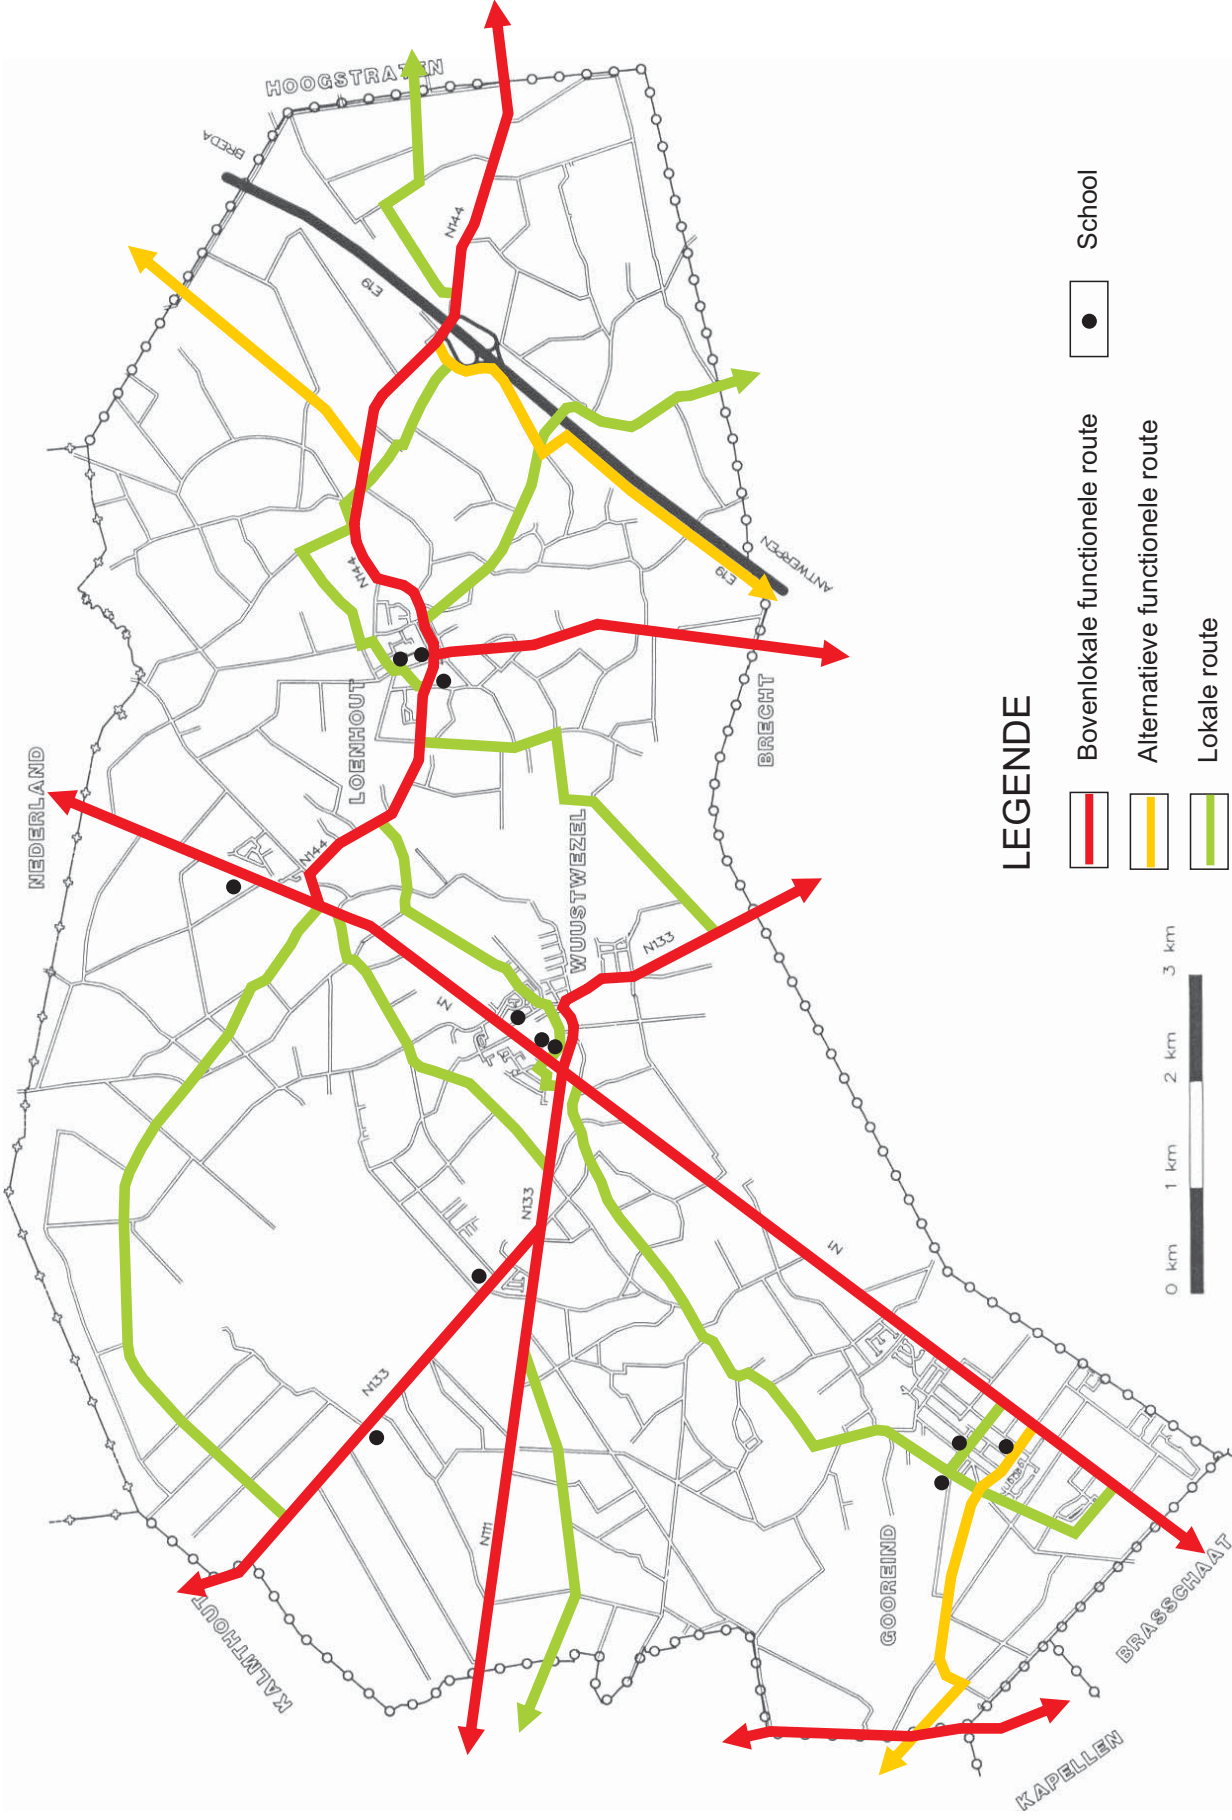 HOOGSTRATEN
BREDA
N144
E19
N144
E19
ANTWERPEN
LOENHOUT
BRECHT
NEDERLAND
N144
WUUSTWEZEL
N133
N1
N133
N1
N133
N111
KALMTHOUT
GOOREIND
BRASSCHAAT
KAPELLEN
LEGENDE
Bovenlokale functionele route
Alternatieve functionele route
Lokale route
School
0 km 1 km 2 km 3 km